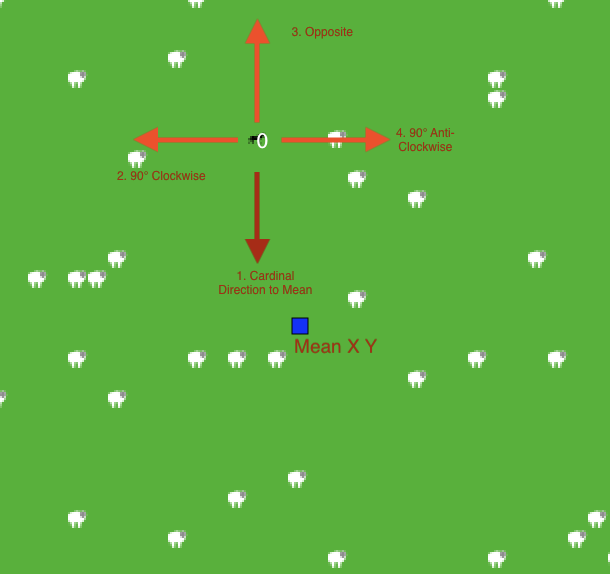 3. Opposite
0
4. 90° Anti-
Clockwise
2. 90° Clockwise
1. Cardinal
Direction to Mean
Mean X Y